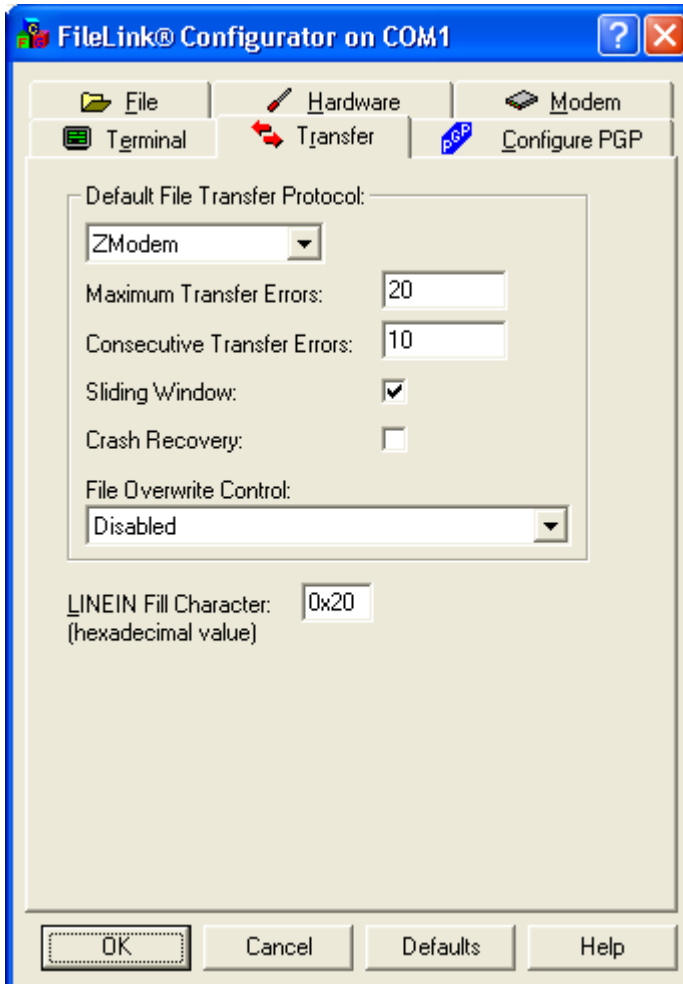 FileLink® Configurator on COM1
File Hardware Modem
Terminal Transfer PGP Configure PGP
Default File Transfer Protocol:
ZModem
Maximum Transfer Errors: 20
Consecutive Transfer Errors: 10
Sliding Window:
Crash Recovery:
File Overwrite Control:
Disabled
LINEIN Fill Character: 0x20
(hexadecimal value)
OK Cancel Defaults Help